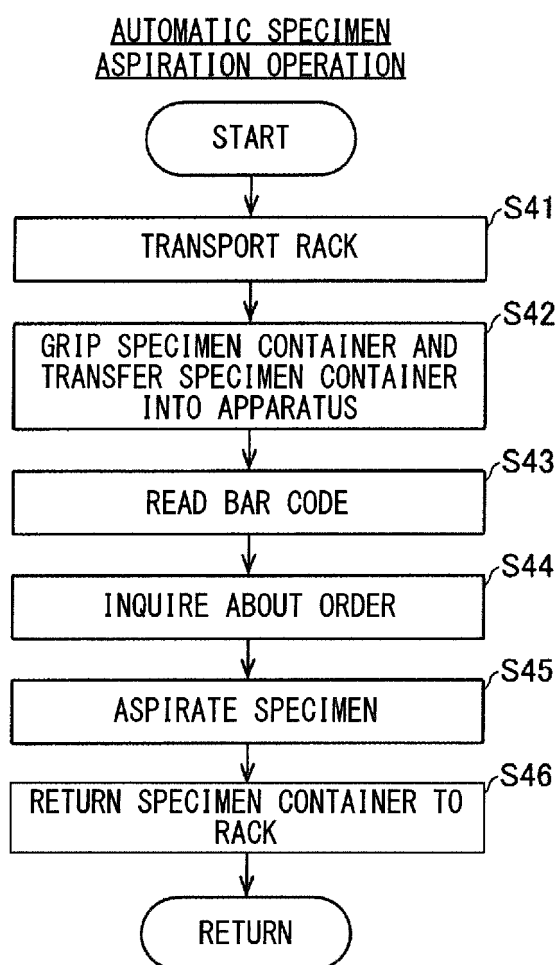 AUTOMATIC SPECIMEN
ASPIRATION OPERATION
START
S41
TRANSPORT RACK
S42
GRIP SPECIMEN CONTAINER AND
TRANSFER SPECIMEN CONTAINER
INTO APPARATUS
S43
READ BAR CODE
S44
INQUIRE ABOUT ORDER
S45
ASPIRATE SPECIMEN
S46
RETURN SPECIMEN CONTAINER TO
RACK
RETURN